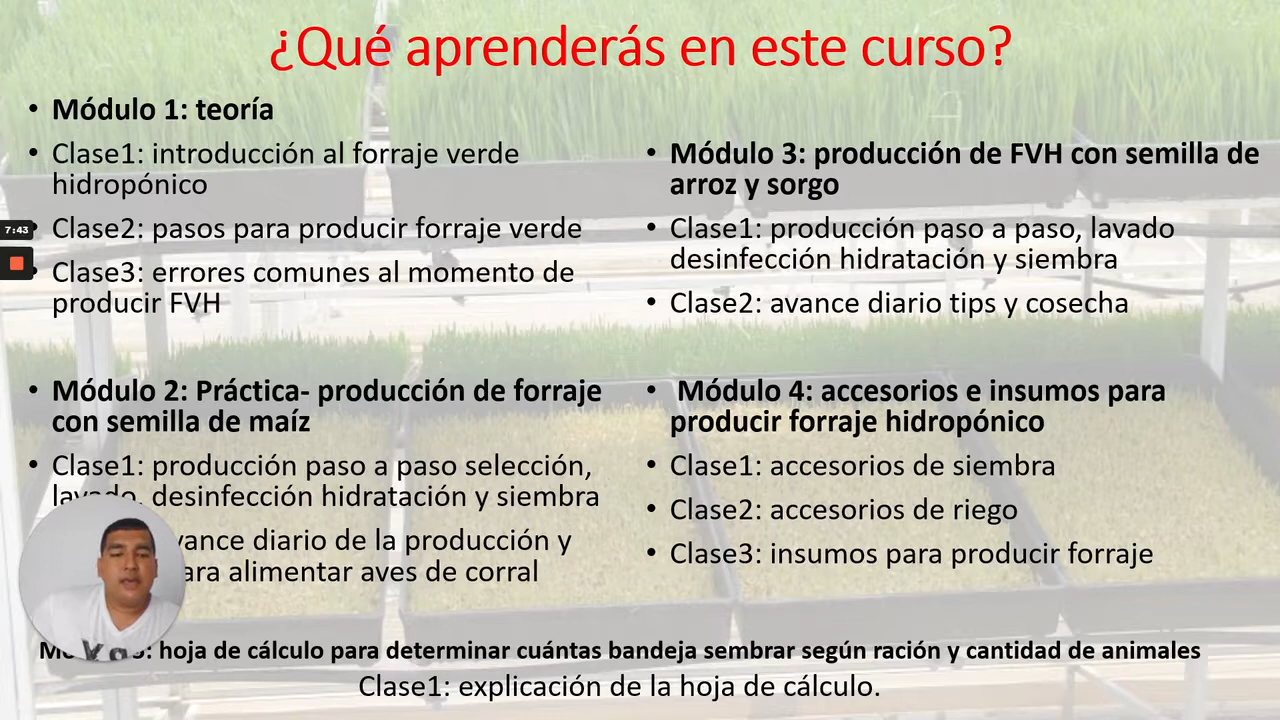 ¿Qué aprenderás en este curso?
• Módulo 1: teoría
• Clase1: introducción al forraje verde
hidropónico
• Clase2: pasos para producir forraje verde
• Clase3: errores comunes al momento de
producir FVH
• Módulo 2: Práctica- producción de forraje
con semilla de maíz
• Clase1: producción paso a paso selección,
lavado, desinfección hidratación y siembra
diario de la producción y
alimentar aves de corral
• Módulo 3: producción de FVH con semilla de
arroz y sorgo
• Clase1: producción paso a paso, lavado
desinfección hidratación y siembra
• Clase2: avance diario tips y cosecha
• Módulo 4: accesorios e insumos para
producir forraje hidropónico
• Clase1: accesorios de siembra
• Clase2: accesorios de riego
• Clase3: insumos para producir forraje
hoja de cálculo para determinar cuántas bandeja sembrar según ración y cantidad de animales
Clase1: explicación de la hoja de cálculo.
7:43